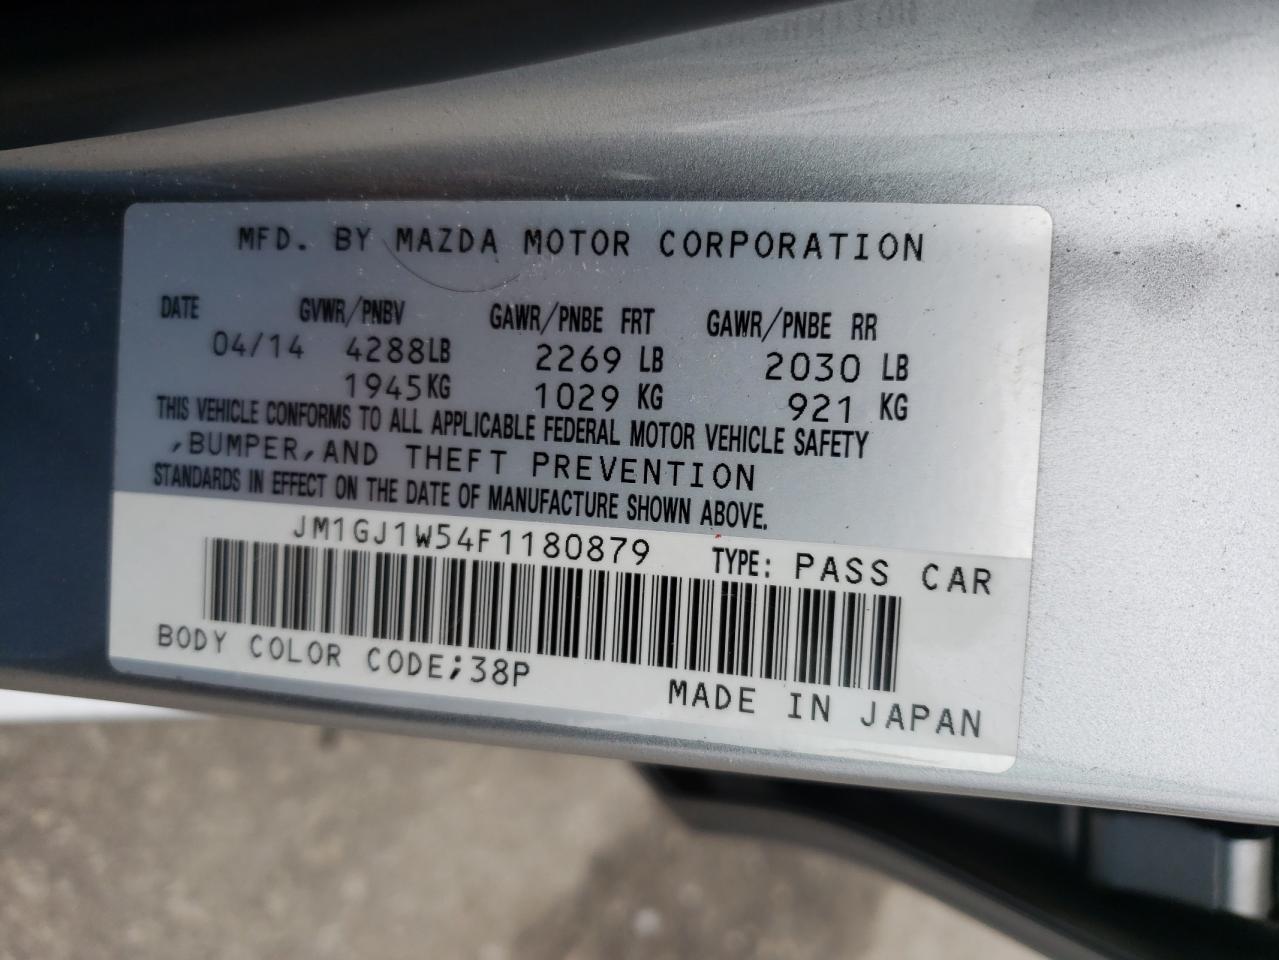 MFD. BY MAZDA MOTOR CORPORATION
DATE GVWR/PNBV GAWR/PNBE FRT GAWR/PNBE RR
04/14 4288LB 2269 LB 2030 LB
1945KG 1029 KG 921 KG
THIS VEHICLE CONFORMS TO ALL APPLICABLE FEDERAL MOTOR VEHICLE SAFETY
,BUMPER,AND THEFT PREVENTION
STANDARDS IN EFFECT ON THE DATE OF MANUFACTURE SHOWN ABOVE.
JM1GJ1W54F1180879 TYPE: PASS CAR
BODY COLOR CODE;38P
MADE IN JAPAN